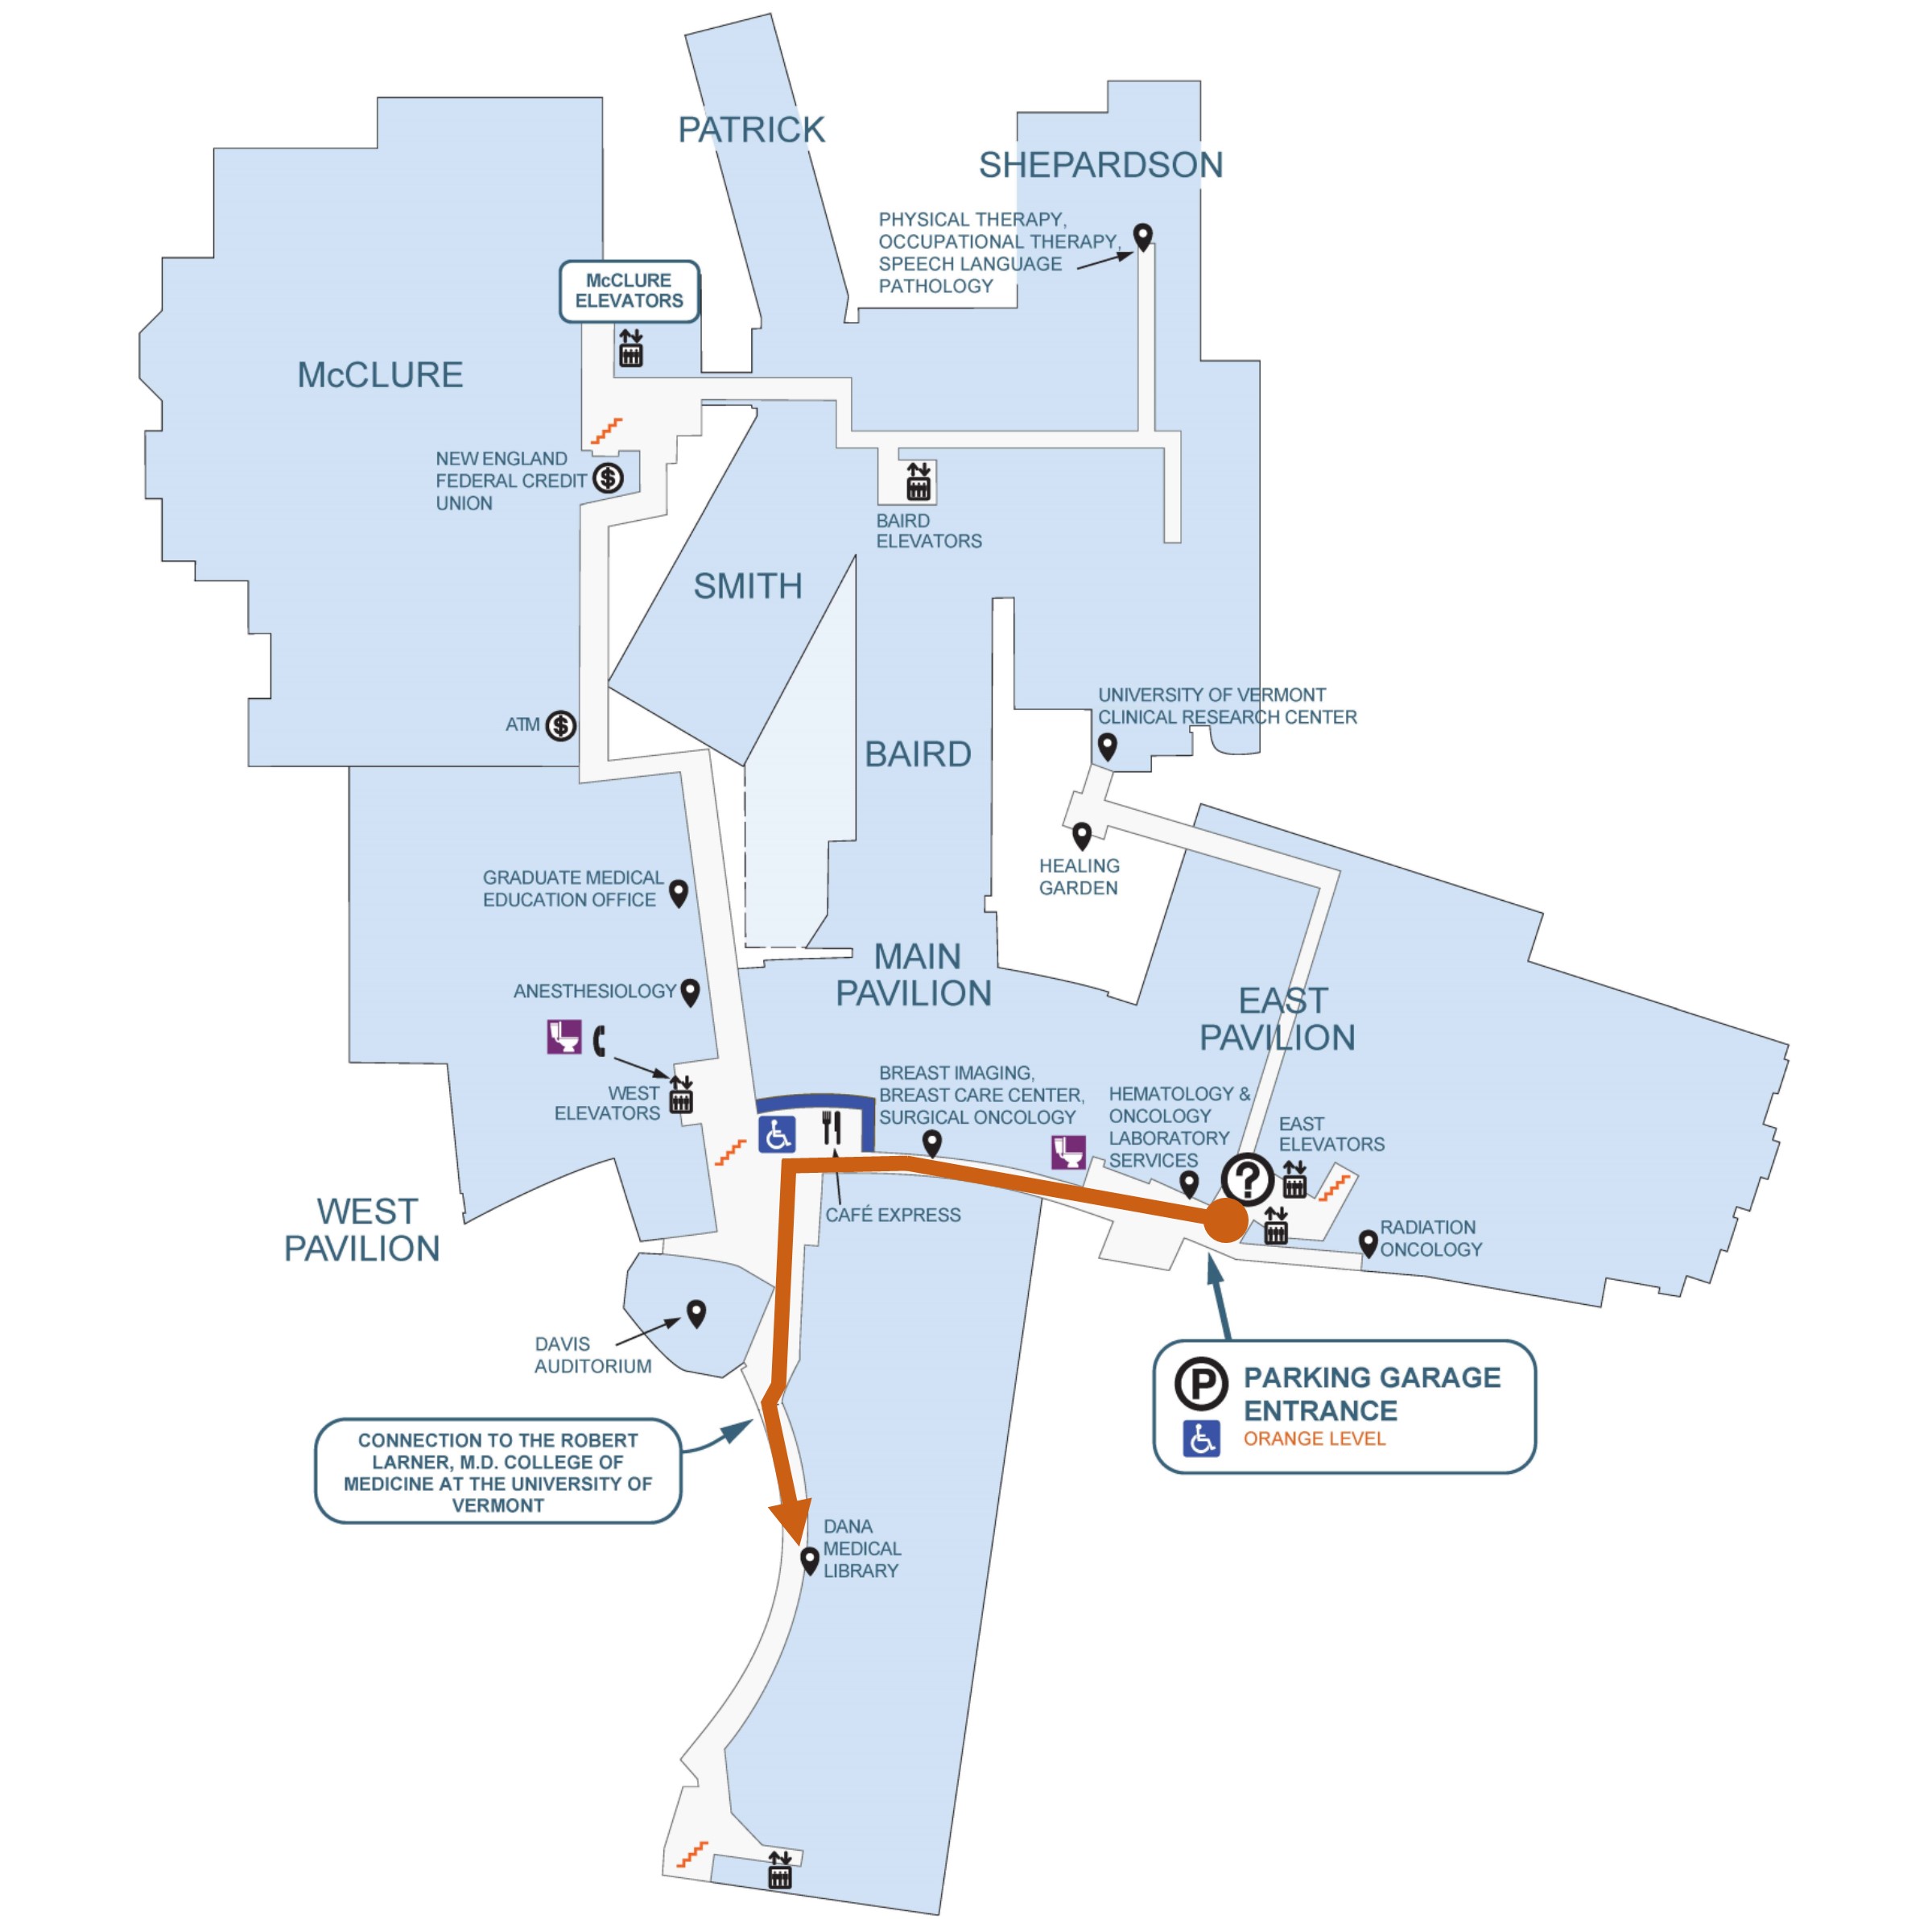 PATRICK
SHEPARDSON
PHYSICAL THERAPY,
OCCUPATIONAL THERAPY,
SPEECH LANGUAGE
PATHOLOGY
McCLURE
ELEVATORS
McCLURE
NEW ENGLAND
FEDERAL CREDIT
UNION
$
BAIRD
ELEVATORS
SMITH
UNIVERSITY OF VERMONT
CLINICAL RESEARCH CENTER
ATM
$
BAIRD
HEALING
GARDEN
GRADUATE MEDICAL
EDUCATION OFFICE
MAIN
PAVILION
ANESTHESIOLOGY
EAST
PAVILION
WEST
ELEVATORS
BREAST IMAGING,
BREAST CARE CENTER,
SURGICAL ONCOLOGY
HEMATOLOGY &
ONCOLOGY
LABORATORY
SERVICES
EAST
ELEVATORS
?
WEST
PAVILION
CAFÉ EXPRESS
RADIATION
ONCOLOGY
DAVIS
AUDITORIUM
P
PARKING GARAGE
ENTRANCE
ORANGE LEVEL
CONNECTION TO THE ROBERT
LARNER, M.D. COLLEGE OF
MEDICINE AT THE UNIVERSITY OF
VERMONT
DANA
MEDICAL
LIBRARY